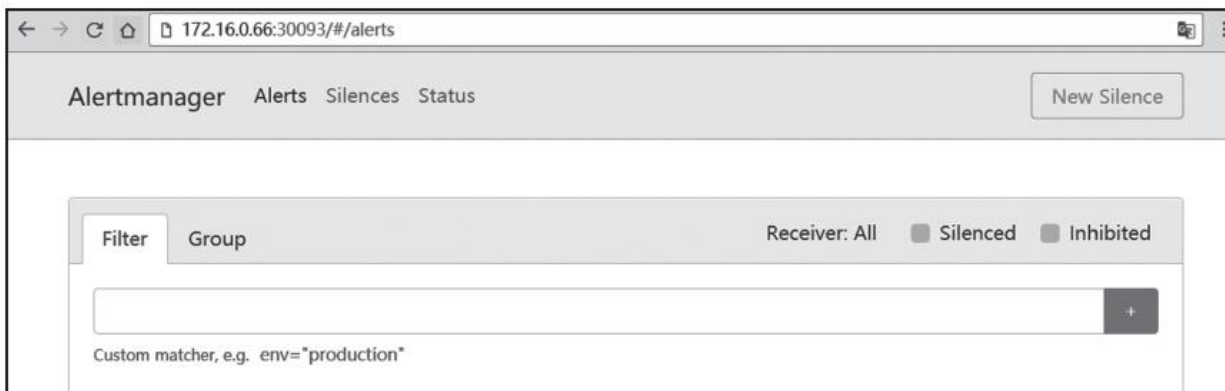 172.16.0.66:30093/#/alerts
Alertmanager Alerts Silences Status New Silence
Filter Group Receiver: All Silenced Inhibited
+
Custom matcher, e.g. env="production"